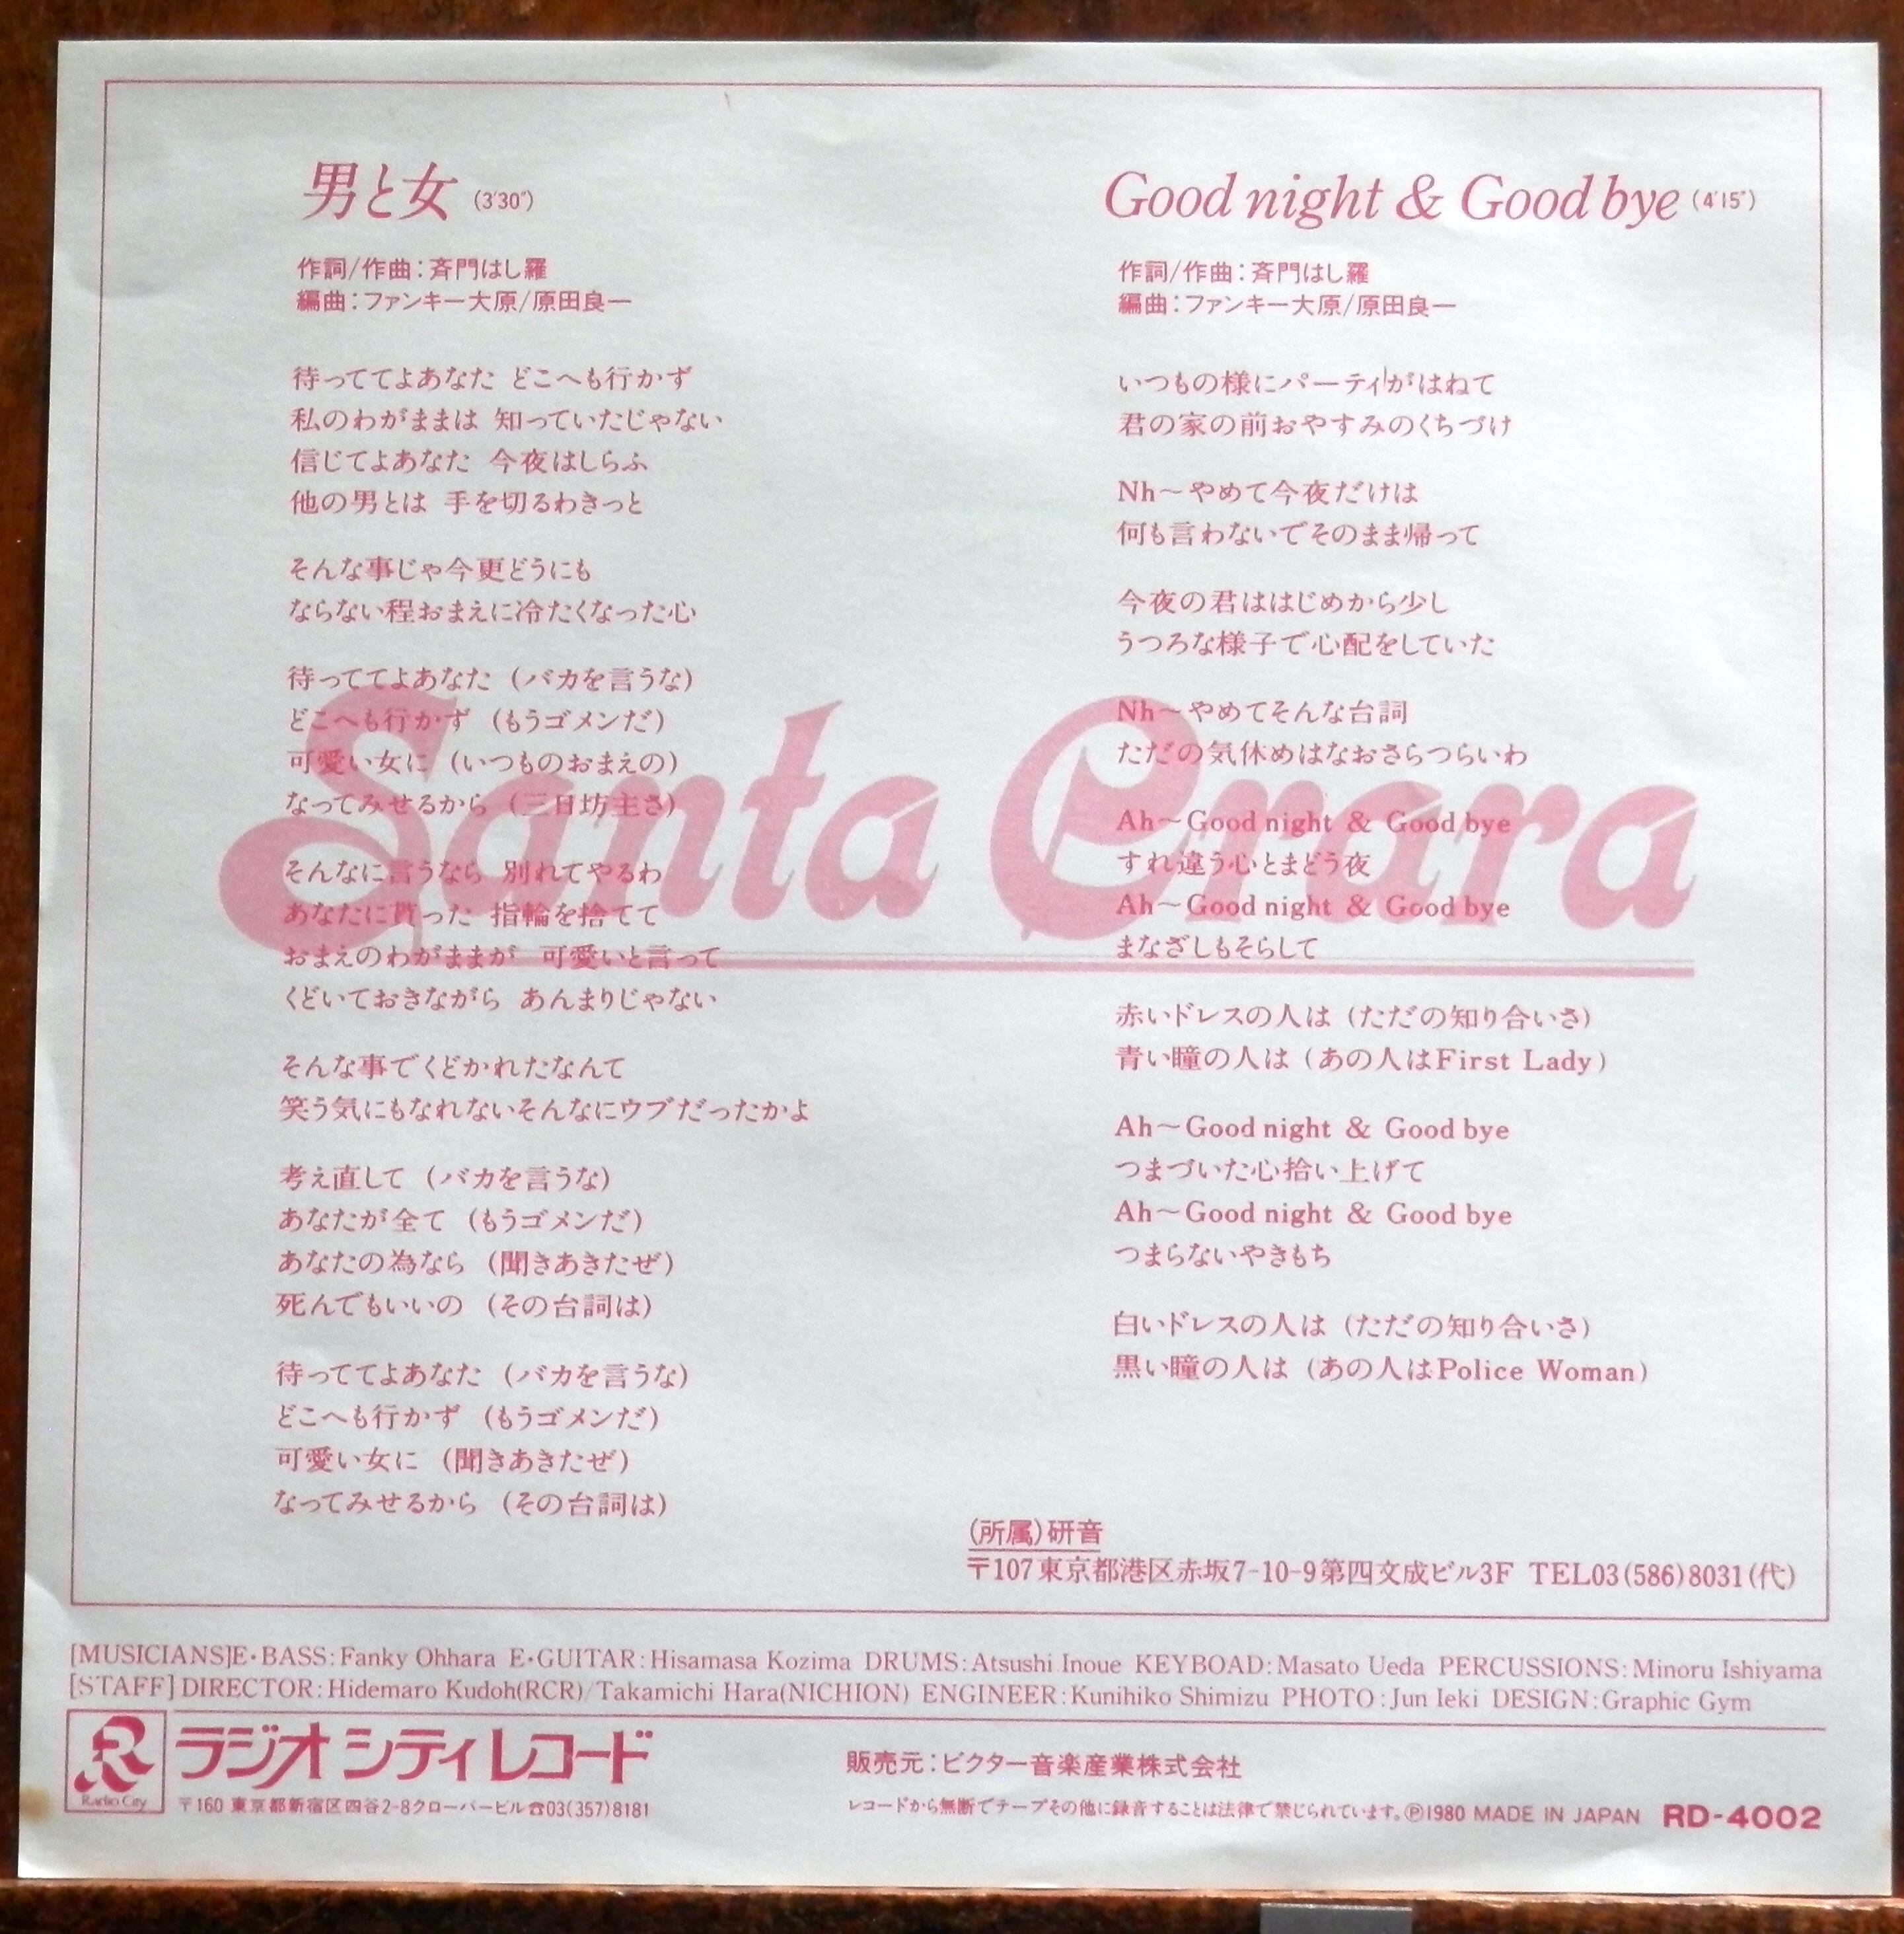 男と女 (3'30")
作詞/作曲：斉門はし羅
編曲：ファンキー大原/原田良一
待っててよあなた どこへも行かず
私のわがままは 知っていたじゃない
信じてよあなた 今夜はしらふ
他の男とは 手を切るわきっと
そんな事じゃ今更どうにも
ならない程おまえに冷たくなった心
待っててよあなた (バカを言うな)
どこへも行かず (もうゴメンだ)
可愛い女に (いつものおまえの)
なってみせるから (三日坊主さ)
そんなに言うなら 別れてやるわ
あなたに貰った 指輪を捨てて
おまえのわがままが 可愛いと言って
くどいておきながら あんまりじゃない
そんな事でくどかれたなんて
笑う気にもなれないそんなにウブだったかよ
考え直して (バカを言うな)
あなたが全て (もうゴメンだ)
あなたの為なら (聞きあきたぜ)
死んでもいいの (その台詞は)
待っててよあなた (バカを言うな)
どこへも行かず (もうゴメンだ)
可愛い女に (聞きあきたぜ)
なってみせるから (その台詞は)
Good night & Good bye (4'15")
作詞/作曲：斉門はし羅
編曲：ファンキー大原/原田良一
いつもの様にパーティがはねて
君の家の前おやすみのくちづけ
Nh～やめて今夜だけは
何も言わないでそのまま帰って
今夜の君ははじめから少し
うつろな様子で心配をしていた
Nh～やめてそんな台詞
ただの気休めはなおさらつらいわ
Ah～Good night & Good bye
すれ違う心とまどう夜
Ah～Good night & Good bye
まなざしもそらして
赤いドレスの人は (ただの知り合いさ)
青い瞳の人は (あの人はFirst Lady)
Ah～Good night & Good bye
つまづいた心拾い上げて
Ah～Good night & Good bye
つまらないやきもち
白いドレスの人は (ただの知り合いさ)
黒い瞳の人は (あの人はPolice Woman)
Santa Crara
(所属)研音
〒107東京都港区赤坂7-10-9第四文成ビル3F TEL03(586)8031(代)
[MUSICIANS]E・BASS:Fanky Ohhara E・GUITAR:Hisamasa Kozima DRUMS:Atsushi Inoue KEYBOAD:Masato Ueda PERCUSSIONS:Minoru Ishiyama
[STAFF]DIRECTOR:Hidemaro Kudoh(RCR)/Takamichi Hara(NICHION) ENGINEER:Kunihiko Shimizu PHOTO:Jun Ieki DESIGN:Graphic Gym
R
Radio City
ラジオシティレコード
〒160 東京都新宿区四谷2-8クローバービル☎03(357)8181
販売元：ビクター音楽産業株式会社
レコードから無断でテープその他に録音することは法律で禁じられています。Ⓟ1980 MADE IN JAPAN RD-4002